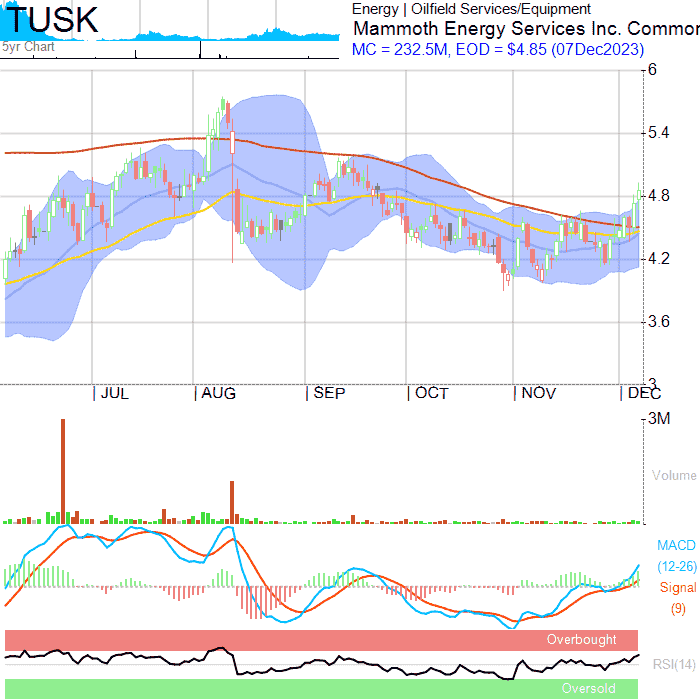 TUSK
5yr Chart
Energy | Oilfield Services/Equipment
Mammoth Energy Services Inc. Common
MC = 232.5M, EOD = $4.85 (07Dec2023)
6
5.4
4.8
4.2
3.6
3
JUL
AUG
SEP
OCT
NOV
DEC
3M
Volume
MACD
(12-26)
Signal
(9)
Overbought
RSI(14)
Oversold